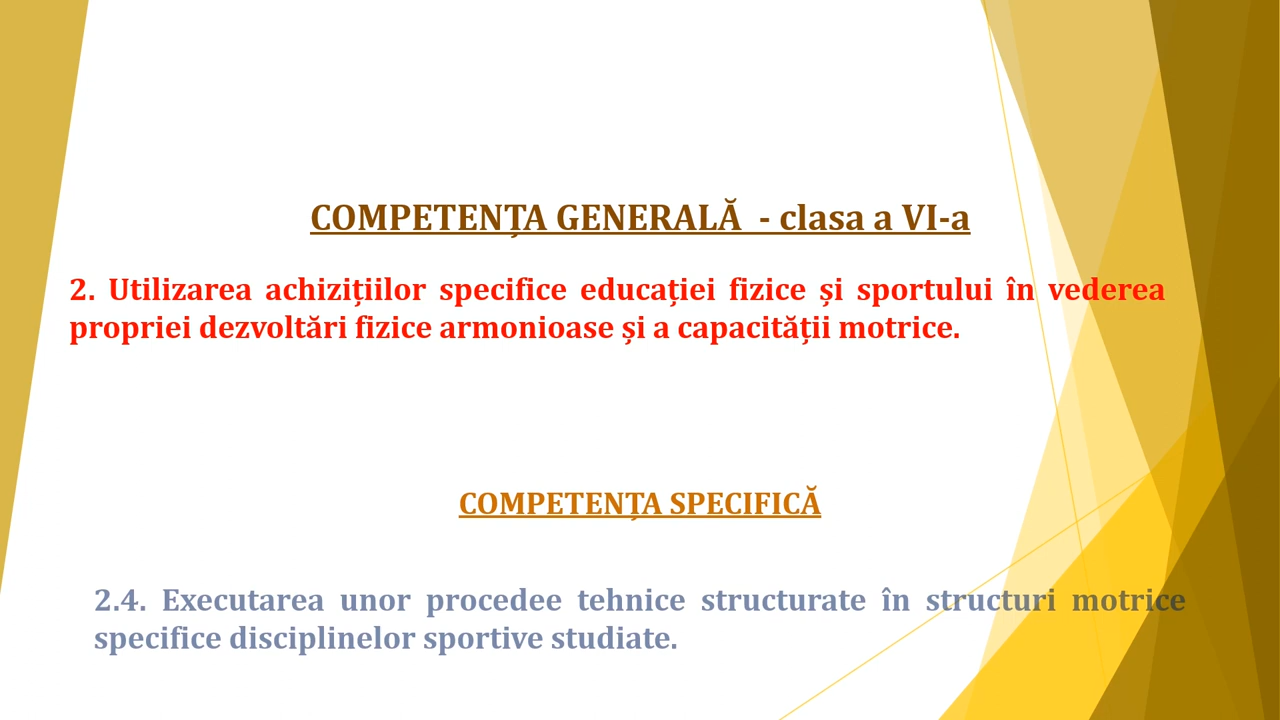 COMPETENȚA GENERALĂ - clasa a VI-a
2. Utilizarea achizițiilor specifice educației fizice și sportului în vederea
propriei dezvoltări fizice armonioase și a capacității motrice.
COMPETENȚA SPECIFICĂ
2.4. Executarea unor procedee tehnice structurate în structuri motrice
specifice disciplinelor sportive studiate.